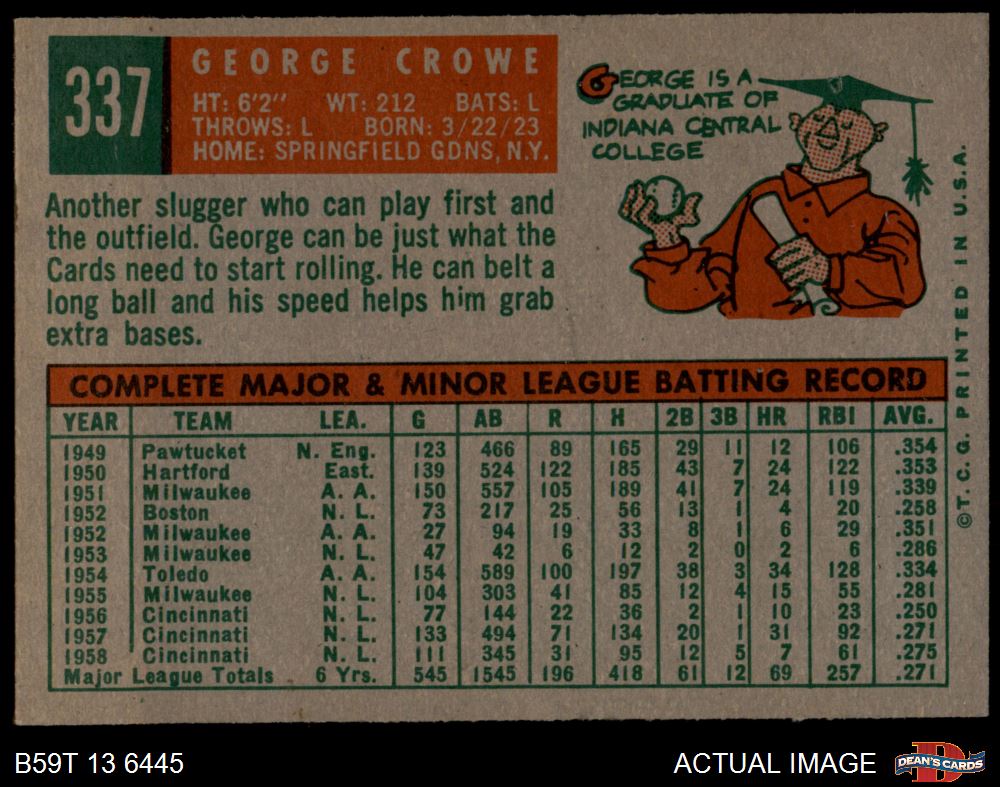 337
GEORGE CROWE
HT: 6'2" WT: 212 BATS: L
THROWS: L BORN: 3/22/23
HOME: SPRINGFIELD GDNS, N.Y.
GEORGE IS A
GRADUATE OF
INDIANA CENTRAL
COLLEGE
Another slugger who can play first and
the outfield. George can be just what the
Cards need to start rolling. He can belt a
long ball and his speed helps him grab
extra bases.
COMPLETE MAJOR & MINOR LEAGUE BATTING RECORD
YEAR TEAM LEA. G AB R H 2B 3B HR RBI AVG.
1949 Pawtucket N. Eng. 123 466 89 165 29 11 12 106 .354
1950 Hartford East. 139 524 122 185 43 7 24 122 .353
1951 Milwaukee A. A. 150 557 105 189 41 7 24 119 .339
1952 Boston N. L. 73 217 25 56 13 1 4 20 .258
1952 Milwaukee A. A. 27 94 19 33 8 1 6 29 .351
1953 Milwaukee N. L. 47 42 6 12 2 0 2 6 .286
1954 Toledo A. A. 154 589 100 197 38 3 34 128 .334
1955 Milwaukee N. L. 104 303 41 85 12 4 15 55 .281
1956 Cincinnati N. L. 77 144 22 36 2 1 10 23 .250
1957 Cincinnati N. L. 133 494 71 134 20 1 31 92 .271
1958 Cincinnati N. L. 111 345 31 95 12 5 7 61 .275
Major League Totals 6 Yrs. 545 1545 196 418 61 12 69 257 .271
©T. C. G. PRINTED IN U.S.A.
B59T 13 6445
ACTUAL IMAGE
DEAN'S CARDS